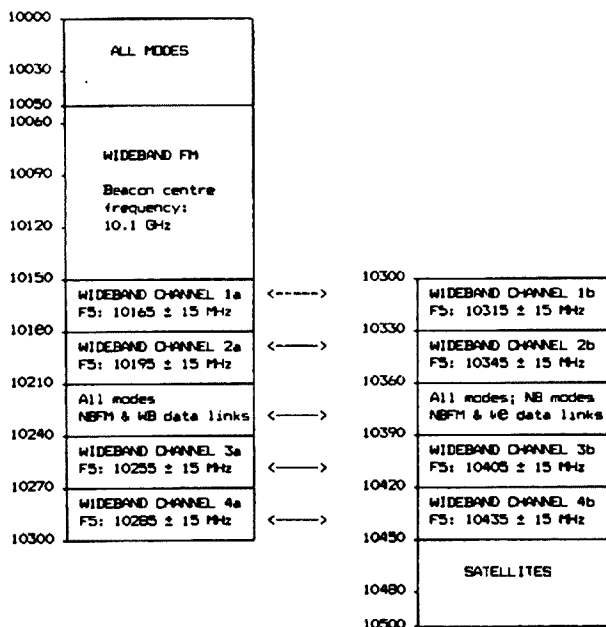 10000
ALL MODES
10030
10050
10060
WIDEBAND FM
10090
Beacon centre
frequency:
10.1 GHz
10120
10150
WIDEBAND CHANNEL 1a
F5: 10165 ± 15 MHz
<---->
10180
WIDEBAND CHANNEL 2a
F5: 10195 ± 15 MHz
<---->
10210
All modes
NBFM & WB data links
<---->
10240
WIDEBAND CHANNEL 3a
F5: 10255 ± 15 MHz
<---->
10270
WIDEBAND CHANNEL 4a
F5: 10285 ± 15 MHz
<---->
10300
10300
WIDEBAND CHANNEL 1b
F5: 10315 ± 15 MHz
10330
WIDEBAND CHANNEL 2b
F5: 10345 ± 15 MHz
10360
All modes; NB modes
NBFM & We data links
10390
WIDEBAND CHANNEL 3b
F5: 10405 ± 15 MHz
10420
WIDEBAND CHANNEL 4b
F5: 10435 ± 15 MHz
10450
SATELLITES
10480
10500